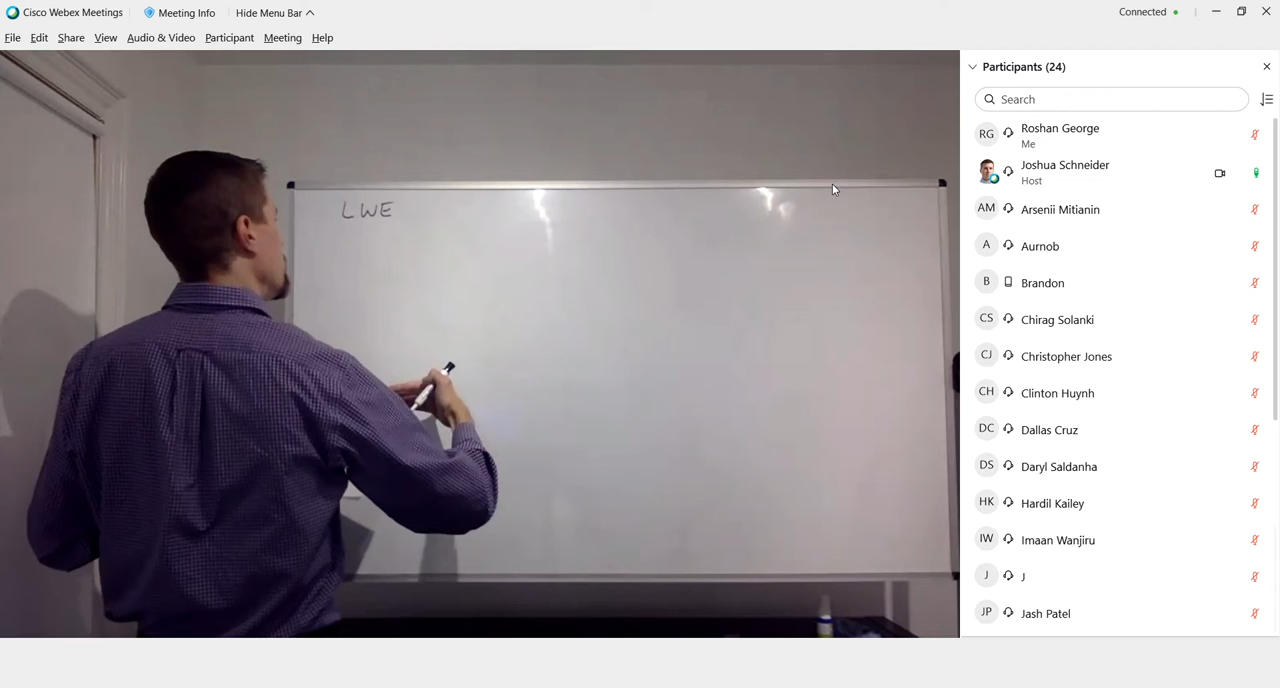 Cisco Webex Meetings Meeting Info Hide Menu Bar Connected
File Edit Share View Audio & Video Participant Meeting Help
LWE
Participants (24)
Search
RG Roshan George
Me
Joshua Schneider
Host
AM Arsenii Mitianin
A Aurnob
B Brandon
CS Chirag Solanki
CJ Christopher Jones
CH Clinton Huynh
DC Dallas Cruz
DS Daryl Saldanha
HK Hardil Kailey
IW Imaan Wanjiru
J J
JP Jash Patel